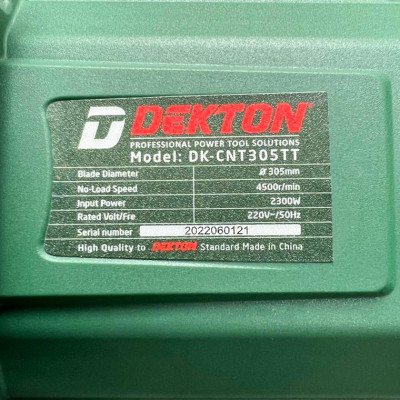 D DEKTON
PROFESSIONAL POWER TOOL SOLUTIONS
Model: DK-CNT305TT
Blade Diameter ø305mm
No-Load Speed 4500r/min
Input Power 2300W
Rated Volt/Fre 220V~/50Hz
Serial number 2022060121
High Quality to DEKTON Standard Made in China